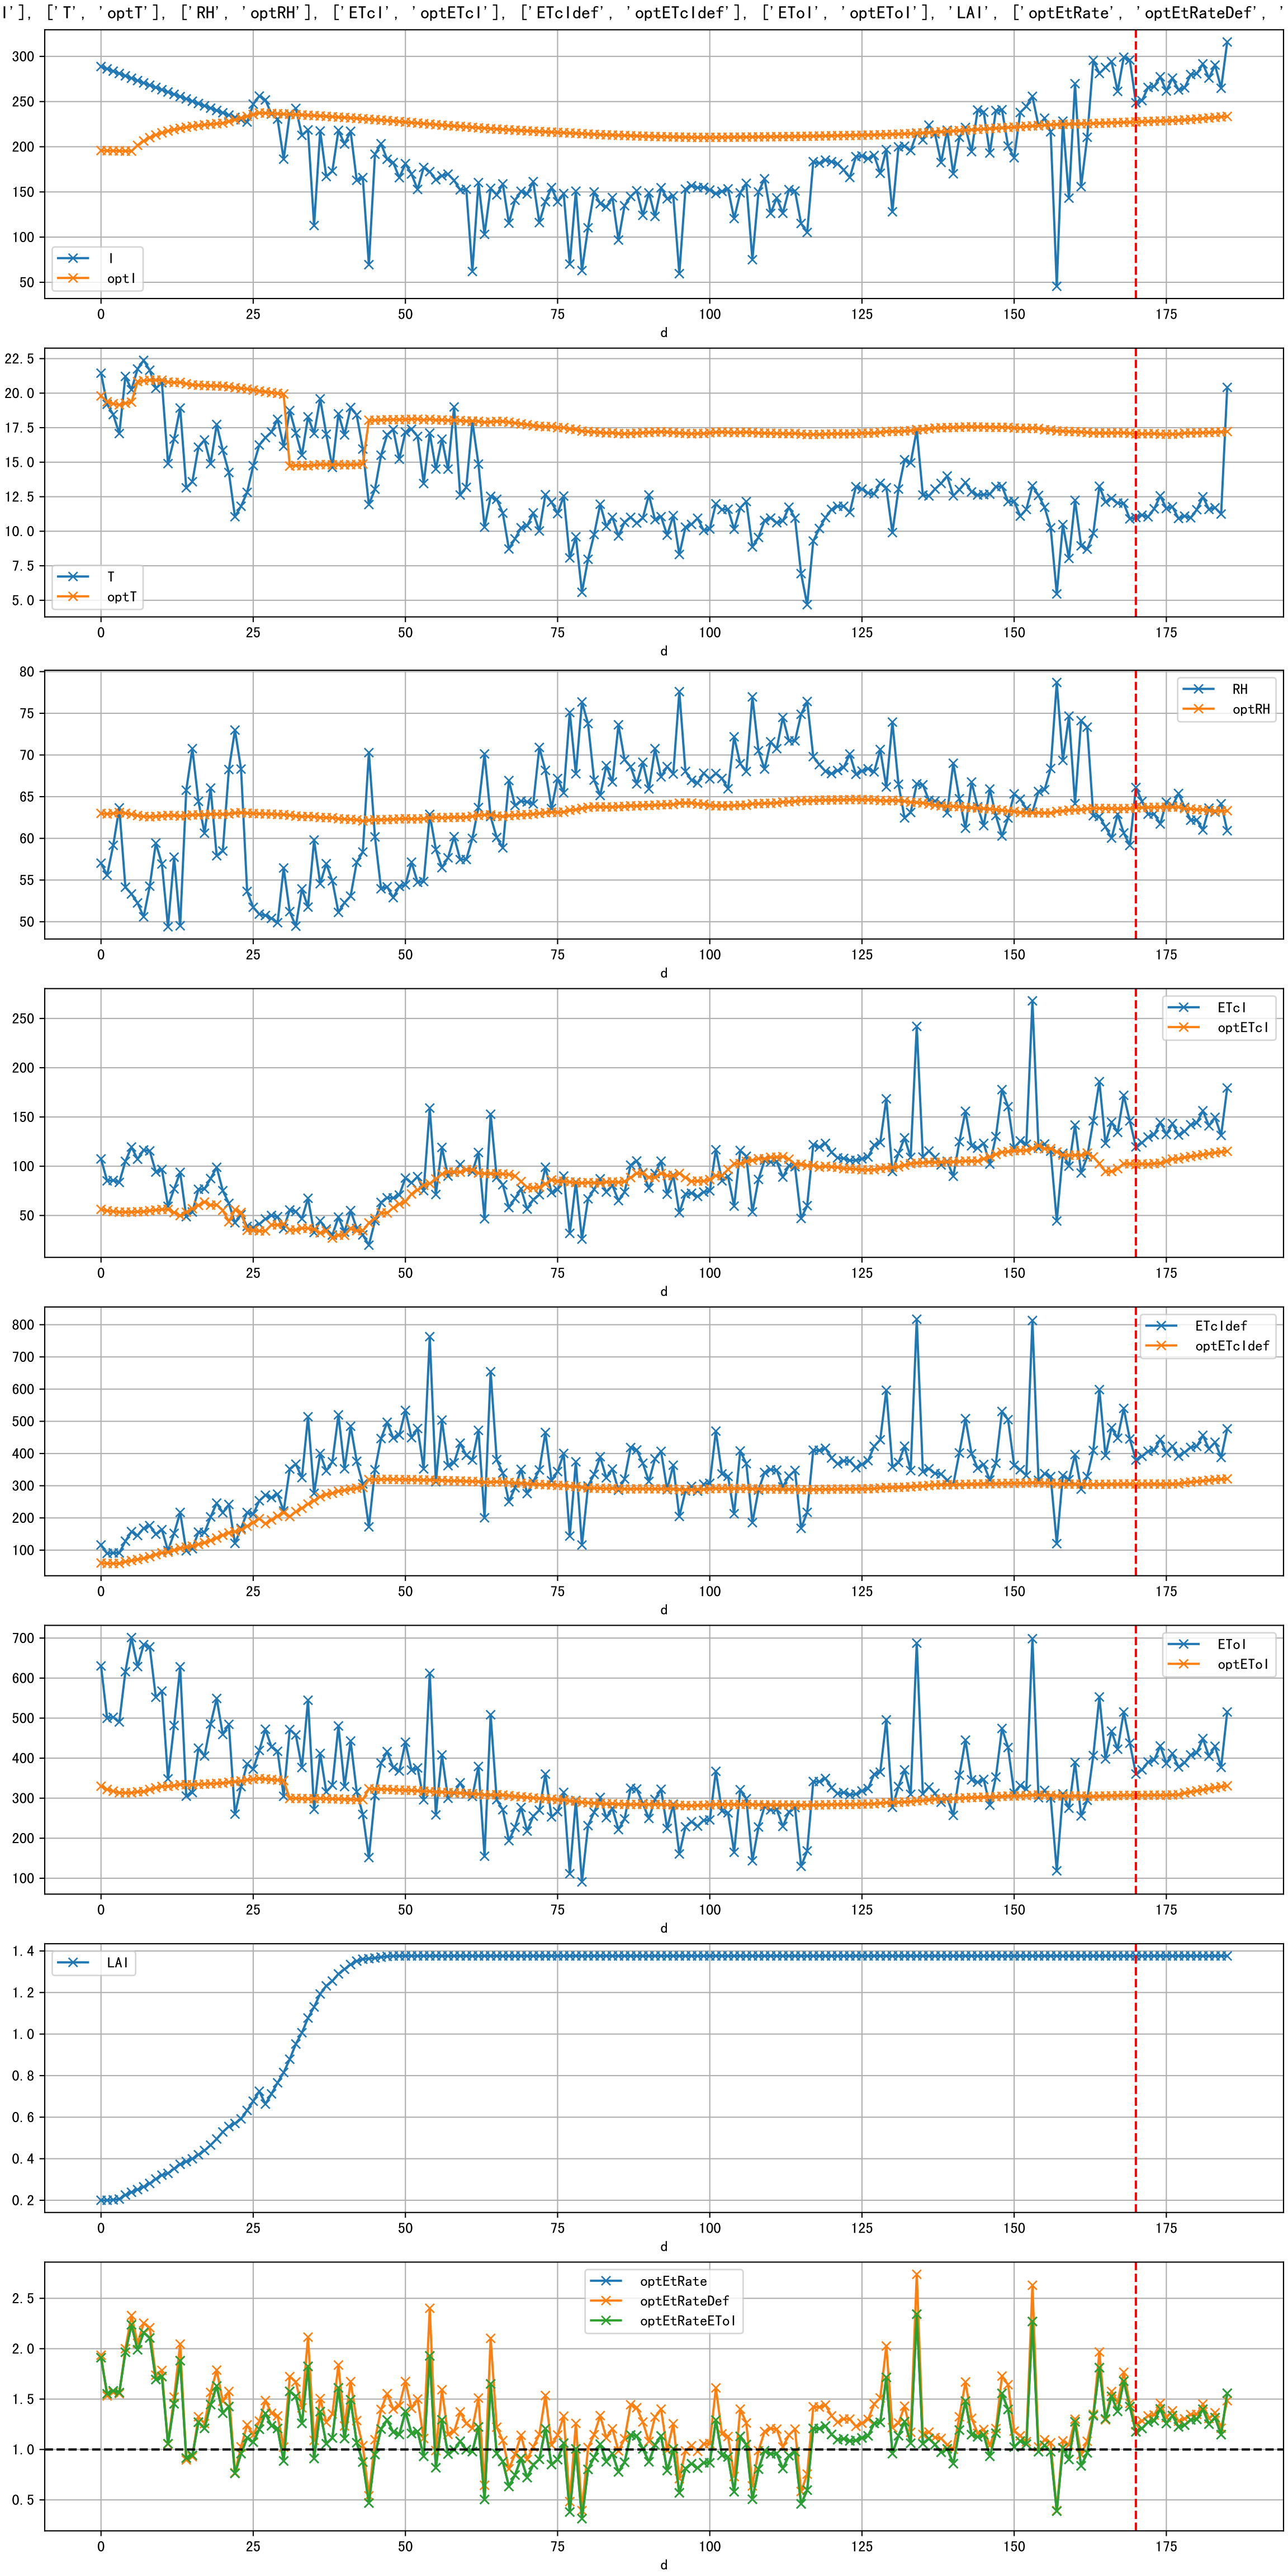 I'], ['T', 'optT'], ['RH', 'optRH'], ['ETcI', 'optETcI'], ['ETcIdef', 'optETcIdef'], ['EToI', 'optEToI'], 'LAI', ['optEtRate', 'optEtRateDef', '
300
250
200
150
100
50
I
optI
0 25 50 75 100 125 150 175
d
22.5
20.0
17.5
15.0
12.5
10.0
7.5
5.0
T
optT
0 25 50 75 100 125 150 175
d
80
75
70
65
60
55
50
RH
optRH
0 25 50 75 100 125 150 175
d
250
200
150
100
50
ETcI
optETcI
0 25 50 75 100 125 150 175
d
800
700
600
500
400
300
200
100
ETcIdef
optETcIdef
0 25 50 75 100 125 150 175
d
700
600
500
400
300
200
100
EToI
optEToI
0 25 50 75 100 125 150 175
d
1.4
1.2
1.0
0.8
0.6
0.4
0.2
LAI
0 25 50 75 100 125 150 175
d
2.5
2.0
1.5
1.0
0.5
optEtRate
optEtRateDef
optEtRateEToI
0 25 50 75 100 125 150 175
d